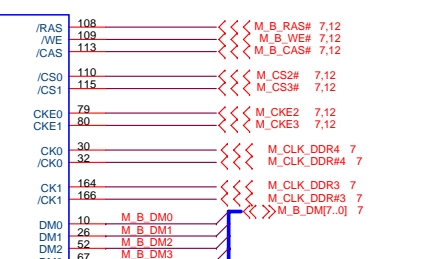 /RAS 108 M_B_RAS# 7,12
/WE 109 M_B_WE# 7,12
/CAS 113 M_B_CAS# 7,12
/CS0 110 M_CS2# 7,12
/CS1 115 M_CS3# 7,12
CKE0 79 M_CKE2 7,12
CKE1 80 M_CKE3 7,12
CK0 30 M_CLK_DDR4 7
/CK0 32 M_CLK_DDR#4 7
CK1 164 M_CLK_DDR3 7
/CK1 166 M_CLK_DDR#3 7
M_B_DM[7..0] 7
DM0 10 M_B_DM0
DM1 26 M_B_DM1
DM2 52 M_B_DM2
67 M_B_DM3